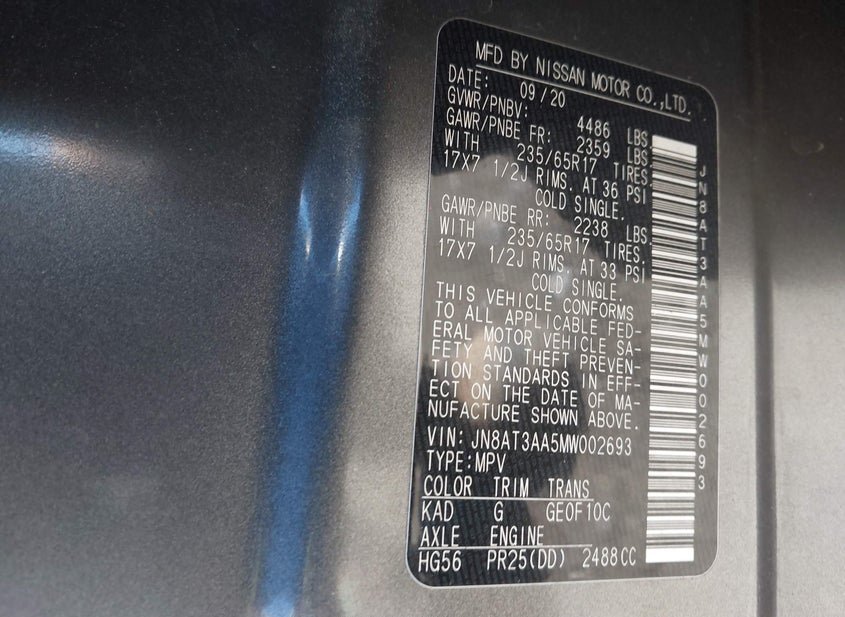 MFD BY NISSAN MOTOR CO.,LTD.
DATE: 09/20
GVWR/PNBV: 4486 LBS
GAWR/PNBE FR: 2359 LBS
WITH 235/65R17 TIRES,
17X7 1/2J RIMS, AT 36 PSI
COLD SINGLE.
GAWR/PNBE RR: 2238 LBS.
WITH 235/65R17 TIRES,
17X7 1/2J RIMS, AT 33 PSI
COLD SINGLE.
THIS VEHICLE CONFORMS
TO ALL APPLICABLE FED-
ERAL MOTOR VEHICLE SA-
FETY AND THEFT PREVEN-
TION STANDARDS IN EFF-
ECT ON THE DATE OF MA-
NUFACTURE SHOWN ABOVE.
VIN: JN8AT3AA5MW002693
TYPE:MPV
COLOR TRIM TRANS
KAD G GE0F10C
AXLE ENGINE
HG56 PR25(DD) 2488CC
JN8AT3AA5MW002693